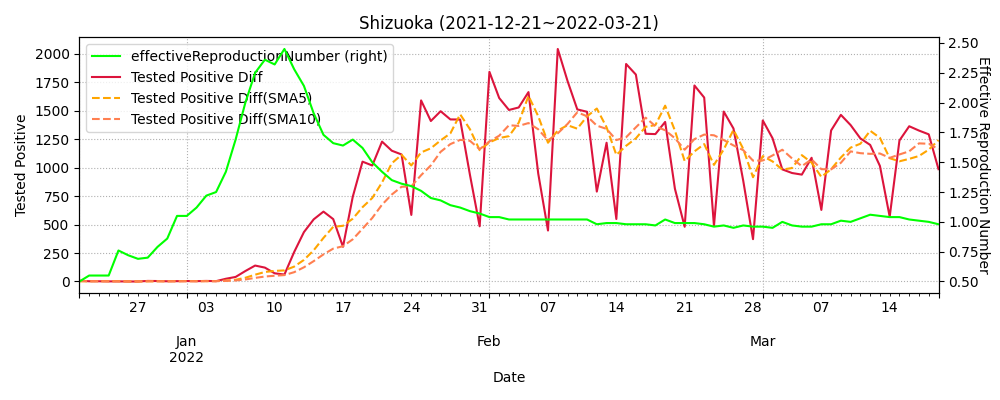 Shizuoka (2021-12-21~2022-03-21)
effectiveReproductionNumber (right)
Tested Positive Diff
Tested Positive Diff(SMA5)
Tested Positive Diff(SMA10)
Tested Positive
2000
1750
1500
1250
1000
750
500
250
0
2.50
2.25
2.00
1.75
1.50
1.25
1.00
0.75
0.50
Effective Reproduction Number
27 03 10 17 24 31 07 14 21 28 07 14
Jan Feb Mar
2022
Date